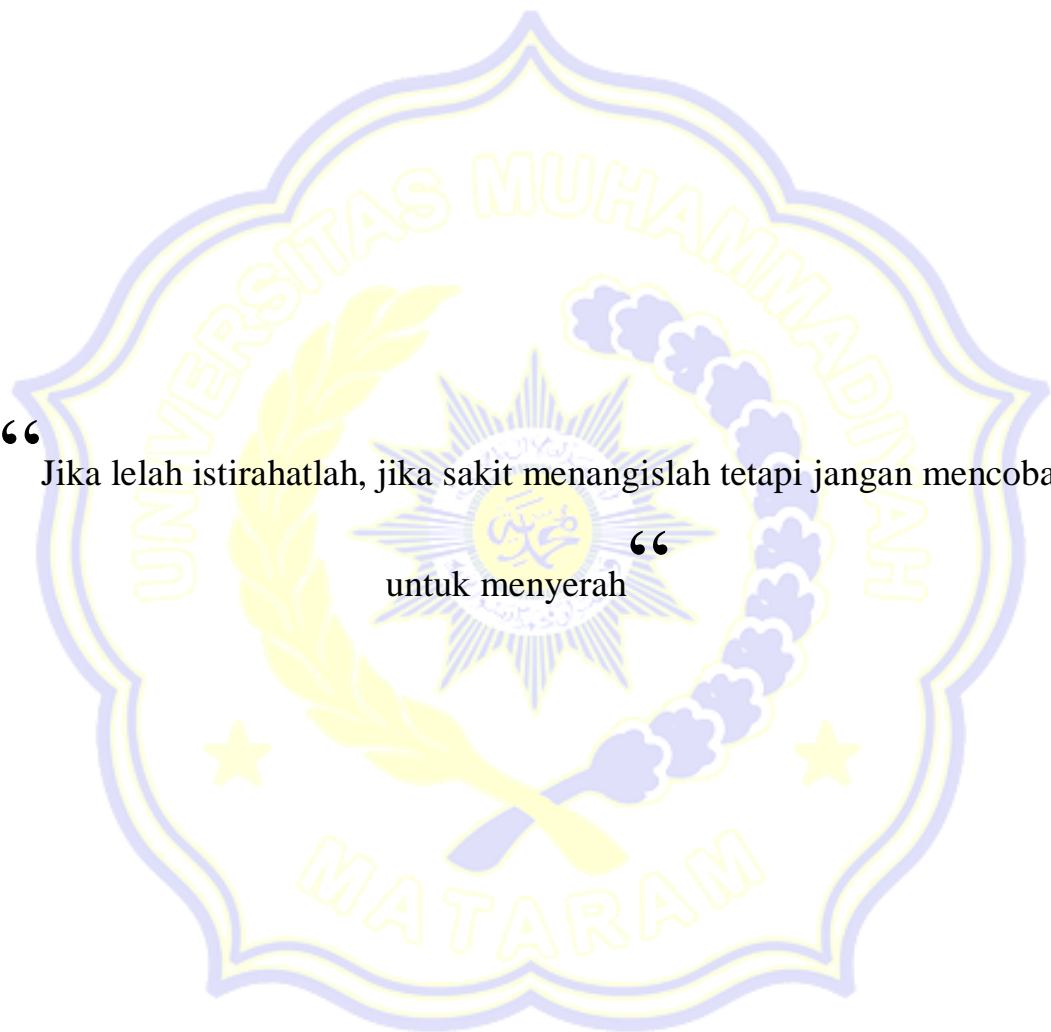 UNIVERSITAS MUHAMMADIYAH
“Jika lelah istirahatlah, jika sakit menangislah tetapi jangan mencoba
untuk menyerah“
MATARAM